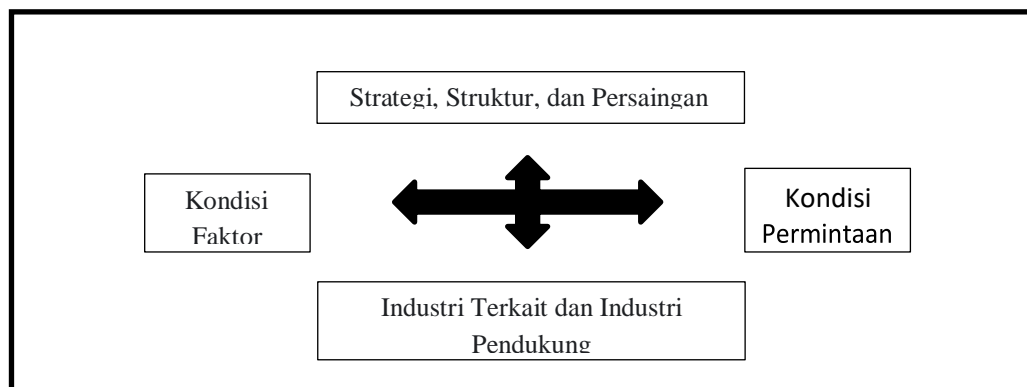 Strategi, Struktur, dan Persaingan
Kondisi
Faktor
Kondisi
Permintaan
Industri Terkait dan Industri
Pendukung